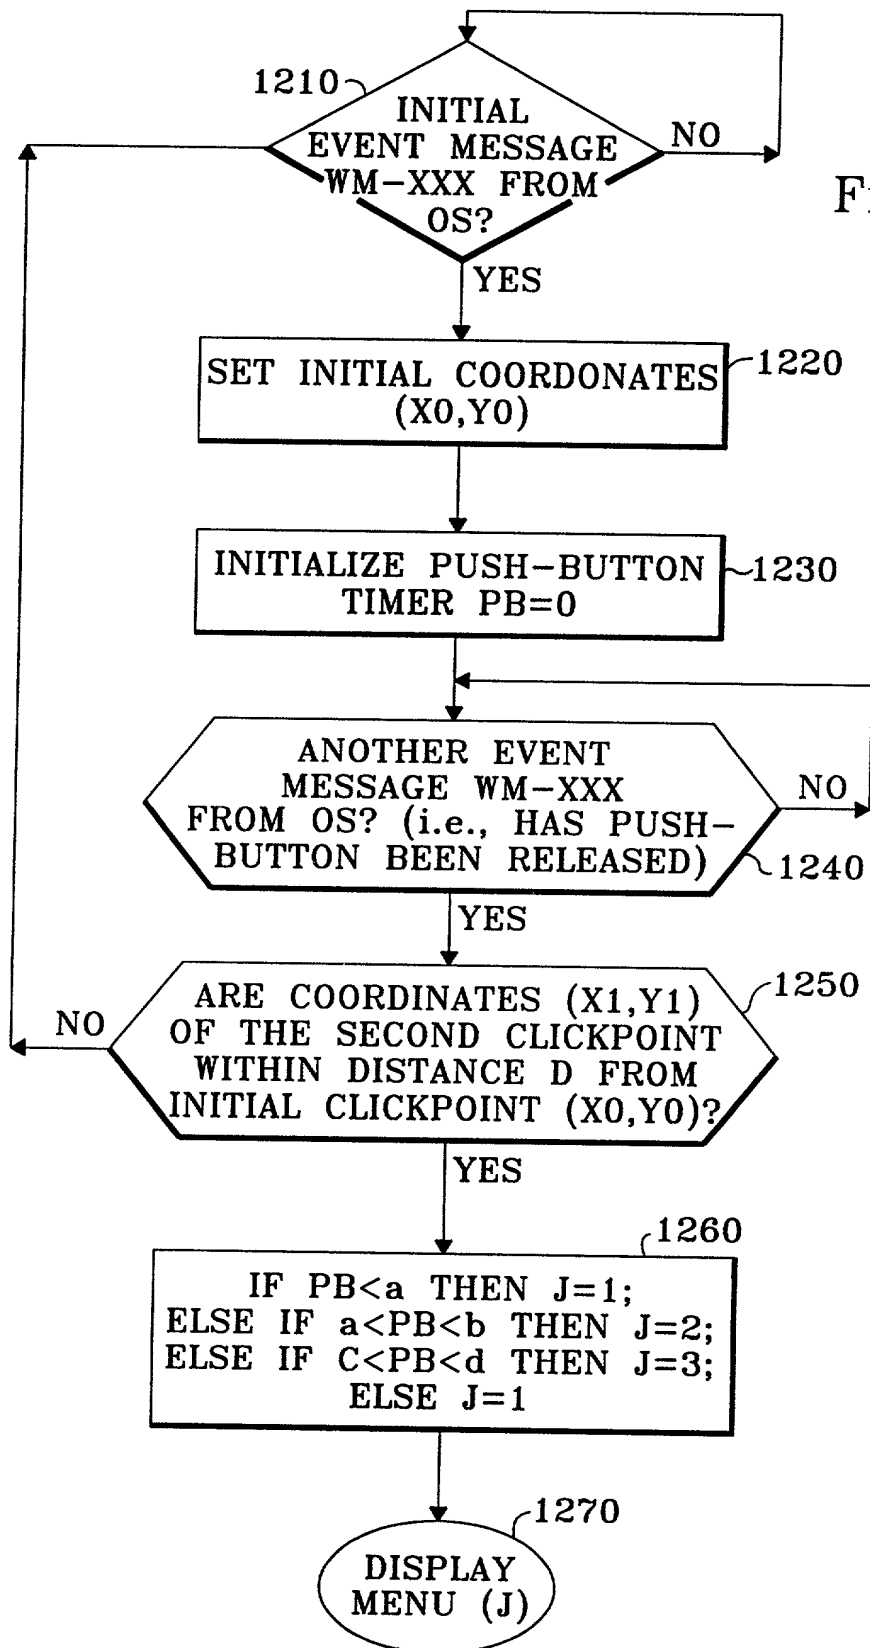 1210
INITIAL
EVENT MESSAGE
WM-XXX FROM
OS?
NO
YES
SET INITIAL COORDONATES
(X0,Y0)
1220
INITIALIZE PUSH-BUTTON
TIMER PB=0
1230
ANOTHER EVENT
MESSAGE WM-XXX
FROM OS? (i.e., HAS PUSH-
BUTTON BEEN RELEASED)
NO
1240
YES
ARE COORDINATES (X1,Y1)
OF THE SECOND CLICKPOINT
WITHIN DISTANCE D FROM
INITIAL CLICKPOINT (X0,Y0)?
1250
NO
YES
1260
IF PB<a THEN J=1;
ELSE IF a<PB<b THEN J=2;
ELSE IF C<PB<d THEN J=3;
ELSE J=1
1270
DISPLAY
MENU (J)